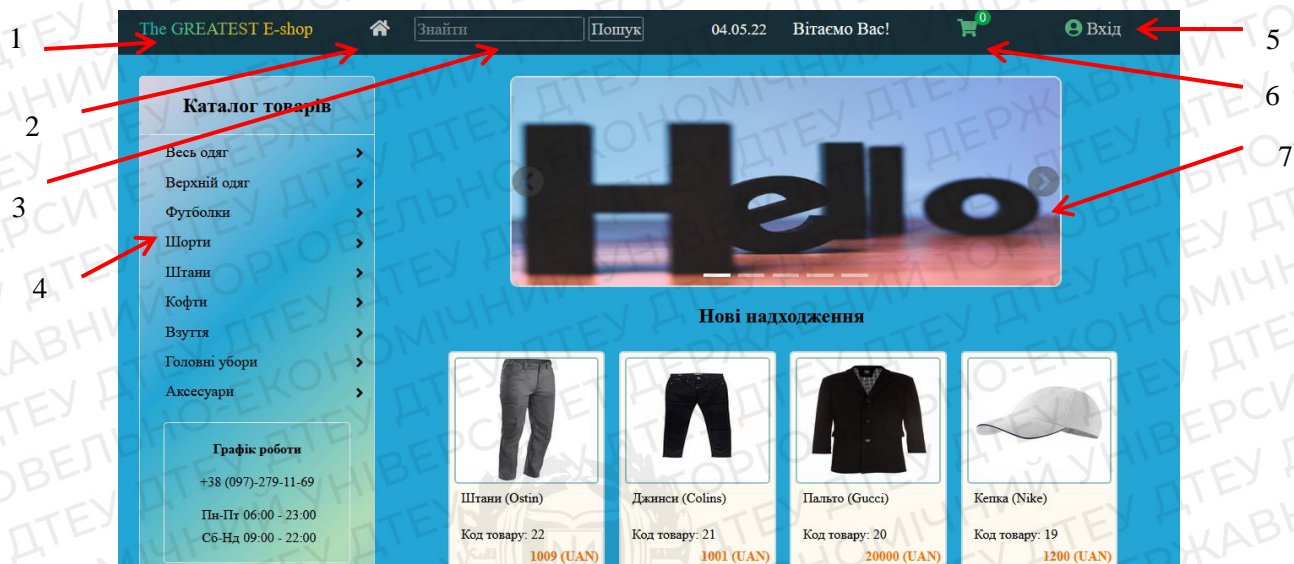 The GREATEST E-shop Знайти Пошук 04.05.22 Вітаємо Вас! 0 Вхід
1
2
3
4
5
6
7
Каталог товарів
Весь одяг
Верхній одяг
Футболки
Шорти
Штани
Кофти
Взуття
Головні убори
Аксесуари
Графік роботи
+38 (097)-279-11-69
Пн-Пт 06:00 - 23:00
Сб-Нд 09:00 - 22:00
Hello
Нові надходження
Штани (Ostin)
Код товару: 22
1009 (UAN)
Джинси (Colins)
Код товару: 21
1001 (UAN)
Пальто (Gucci)
Код товару: 20
20000 (UAN)
Кепка (Nike)
Код товару: 19
1200 (UAN)